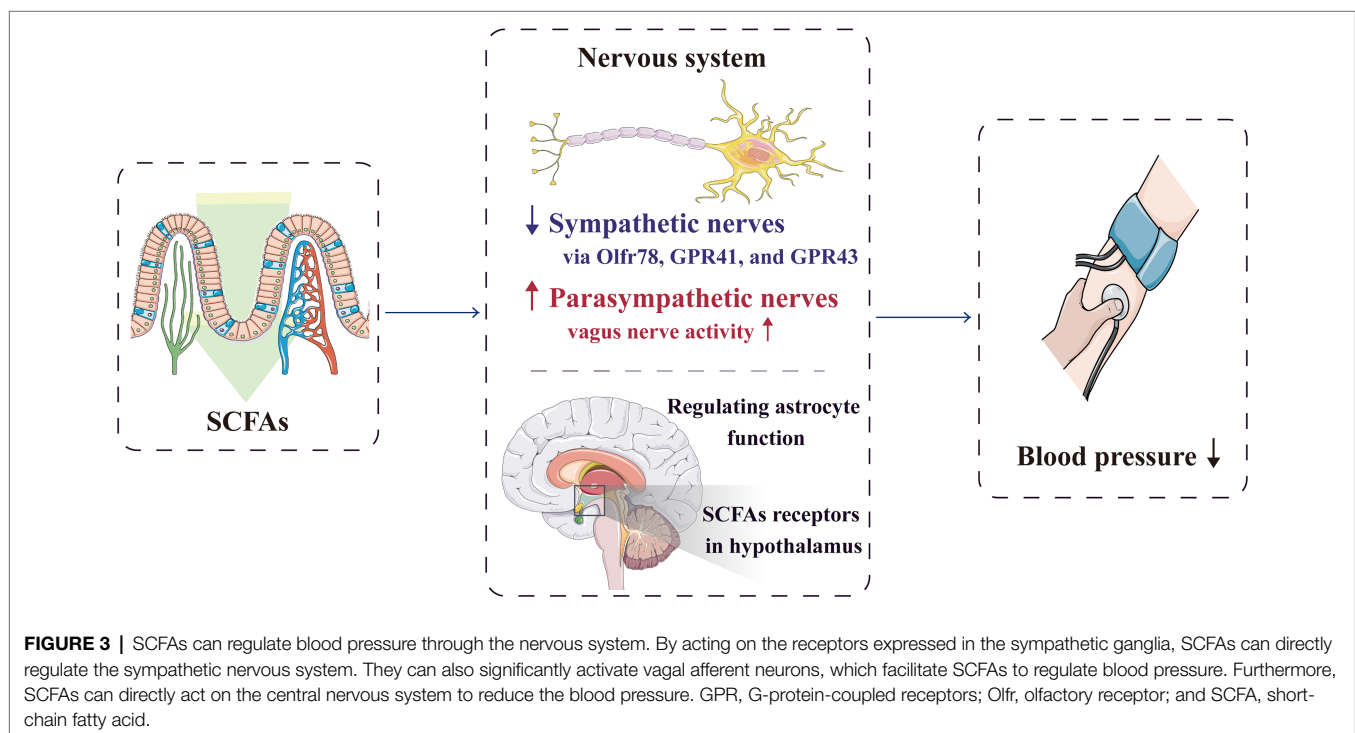 Nervous system
↓ Sympathetic nerves
via Olfr78, GPR41, and GPR43
↑ Parasympathetic nerves
vagus nerve activity ↑
SCFAs
Regulating astrocyte
function
SCFAs receptors
in hypothalamus
Blood pressure ↓
FIGURE 3 | SCFAs can regulate blood pressure through the nervous system. By acting on the receptors expressed in the sympathetic ganglia, SCFAs can directly
regulate the sympathetic nervous system. They can also significantly activate vagal afferent neurons, which facilitate SCFAs to regulate blood pressure. Furthermore,
SCFAs can directly act on the central nervous system to reduce the blood pressure. GPR, G-protein-coupled receptors; Olfr, olfactory receptor; and SCFA, short-
chain fatty acid.